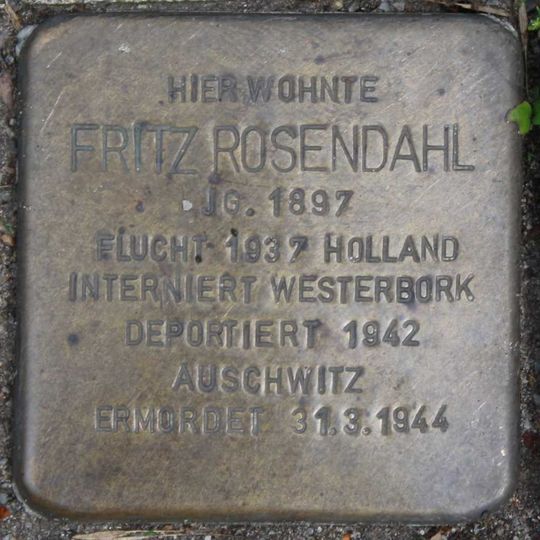 HIER WOHNTE
FRITZ ROSENDAHL
JG. 1897
FLUCHT 1937 HOLLAND
INTERNIERT WESTERBORK
DEPORTIERT 1942
AUSCHWITZ
ERMORDET 31.3.1944